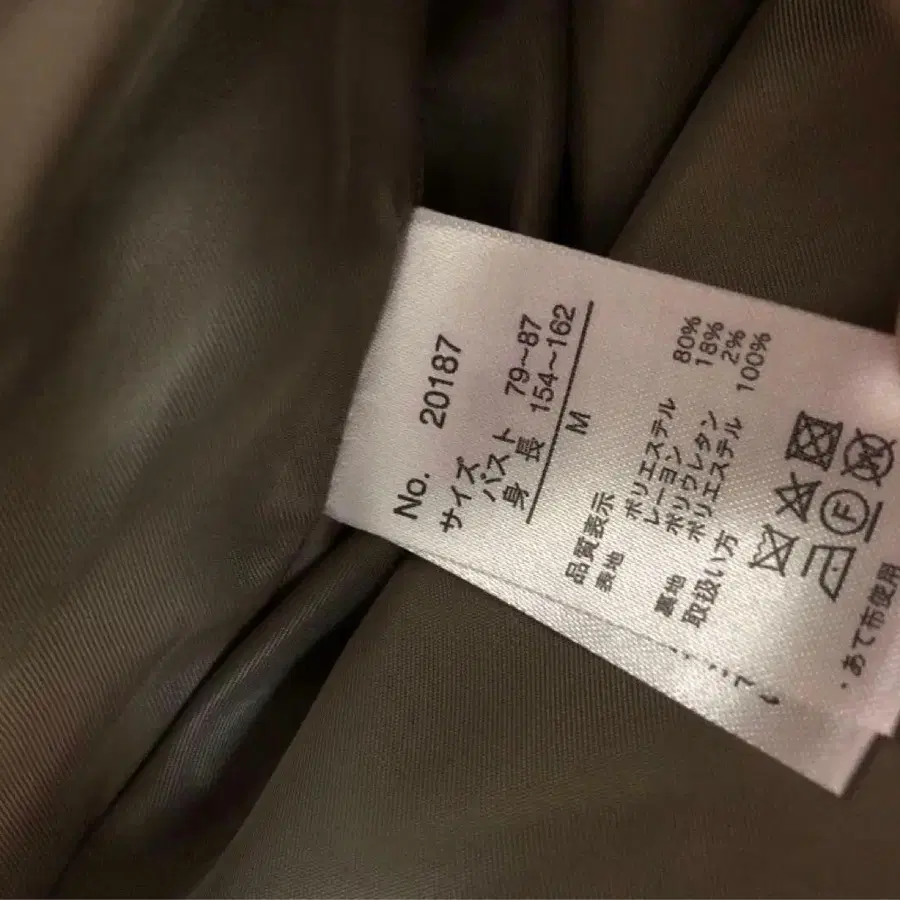 No. 20187
サイズ
バスト 79～87
身長 154～162
M
品質表示
表地 ポリエステル 80%
レーヨン 18%
ポリウレタン 2%
裏地 ポリエステル 100%
取扱い方
F
W
・あて布使用